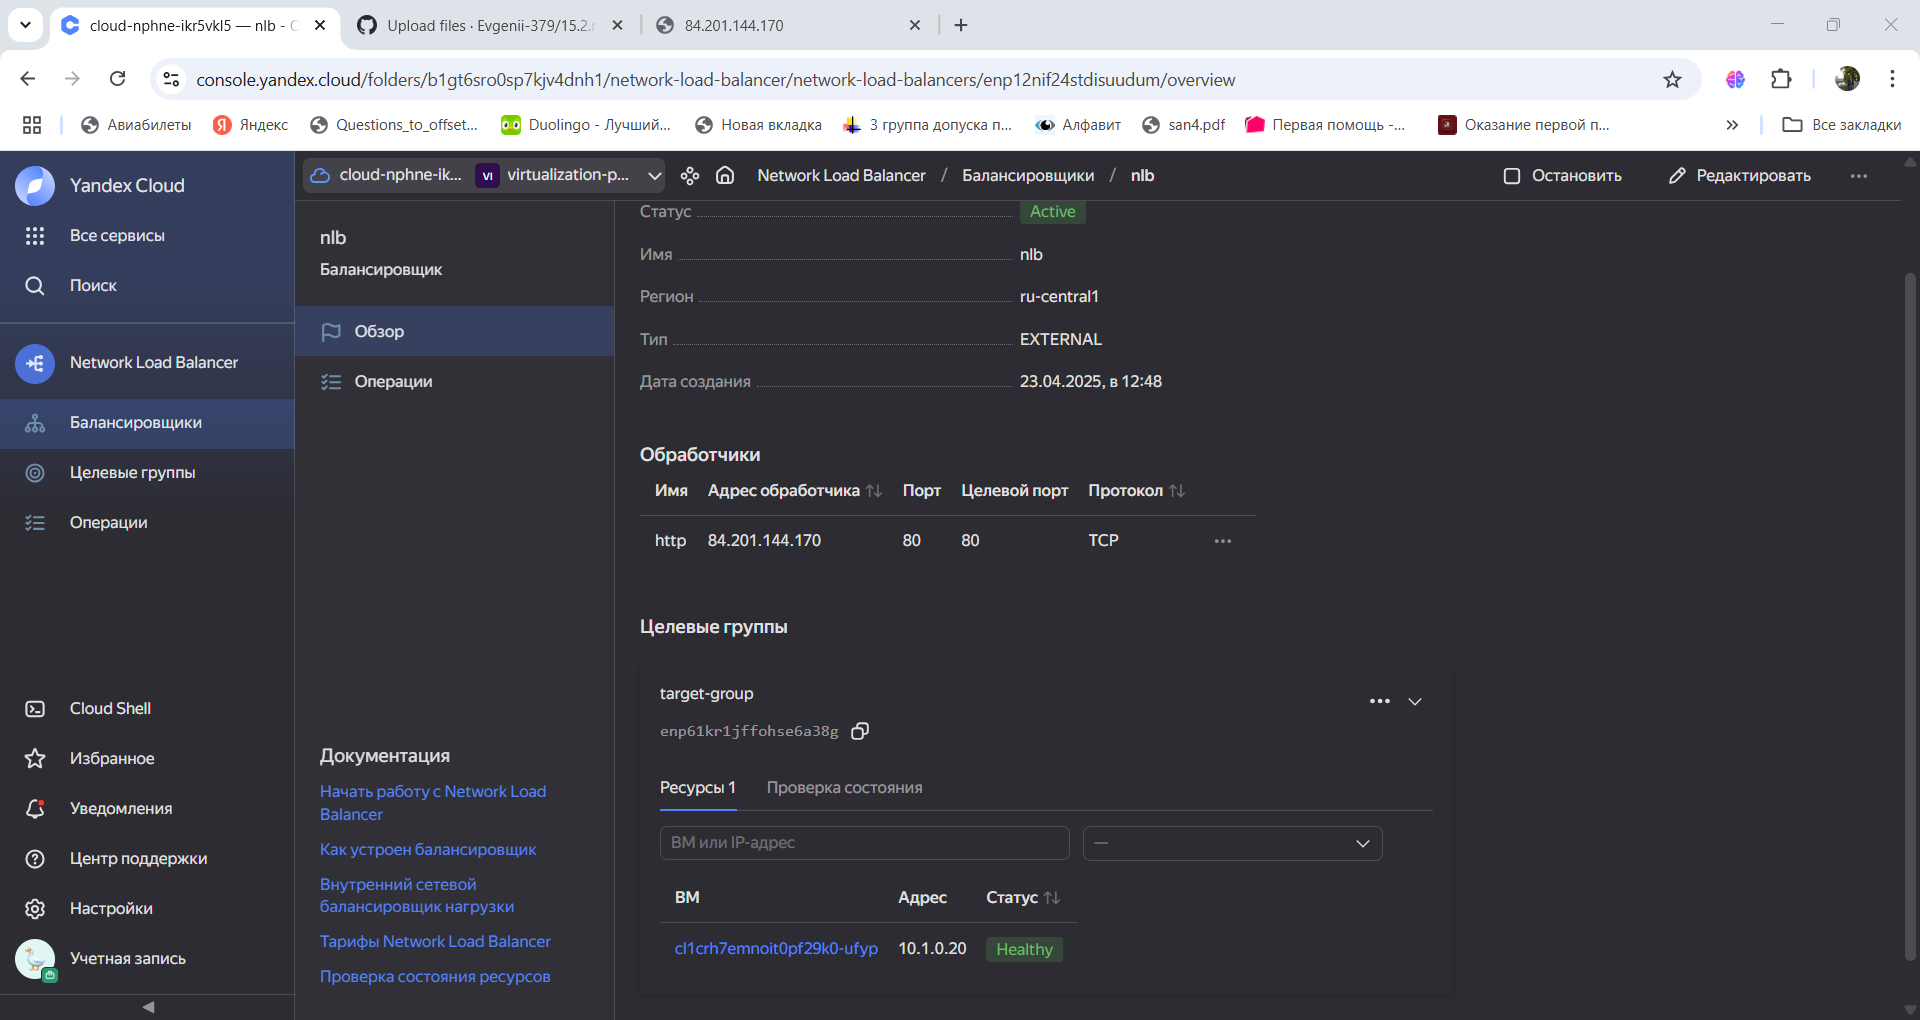 cloud-nphne-ikr5vkl5 — nlb - C
Upload files · Evgenii-379/15.2.r
84.201.144.170
console.yandex.cloud/folders/b1gt6sro0sp7kjv4dnh1/network-load-balancer/network-load-balancers/enp12nif24stdisuudum/overview
Авиабилеты
Яндекс
Questions_to_offset...
Duolingo - Лучший...
Новая вкладка
3 группа допуска п...
Алфавит
san4.pdf
Первая помощь -...
Оказание первой п...
Все закладки
Yandex Cloud
Все сервисы
Поиск
Network Load Balancer
Балансировщики
Целевые группы
Операции
Cloud Shell
Избранное
Уведомления
Центр поддержки
Настройки
Учетная запись
cloud-nphne-ik...
VI
virtualization-p...
Network Load Balancer / Балансировщики / nlb
Остановить
Редактировать
nlb
Балансировщик
Обзор
Операции
Документация
Начать работу с Network Load
Balancer
Как устроен балансировщик
Внутренний сетевой
балансировщик нагрузки
Тарифы Network Load Balancer
Проверка состояния ресурсов
Статус Active
Имя nlb
Регион ru-central1
Тип EXTERNAL
Дата создания 23.04.2025, в 12:48
Обработчики
Имя Адрес обработчика Порт Целевой порт Протокол
http 84.201.144.170 80 80 TCP
Целевые группы
target-group
enp61kr1jffohse6a38g
Ресурсы 1 Проверка состояния
ВМ или IP-адрес —
ВМ Адрес Статус
cl1crh7emnoit0pf29k0-ufyp 10.1.0.20 Healthy